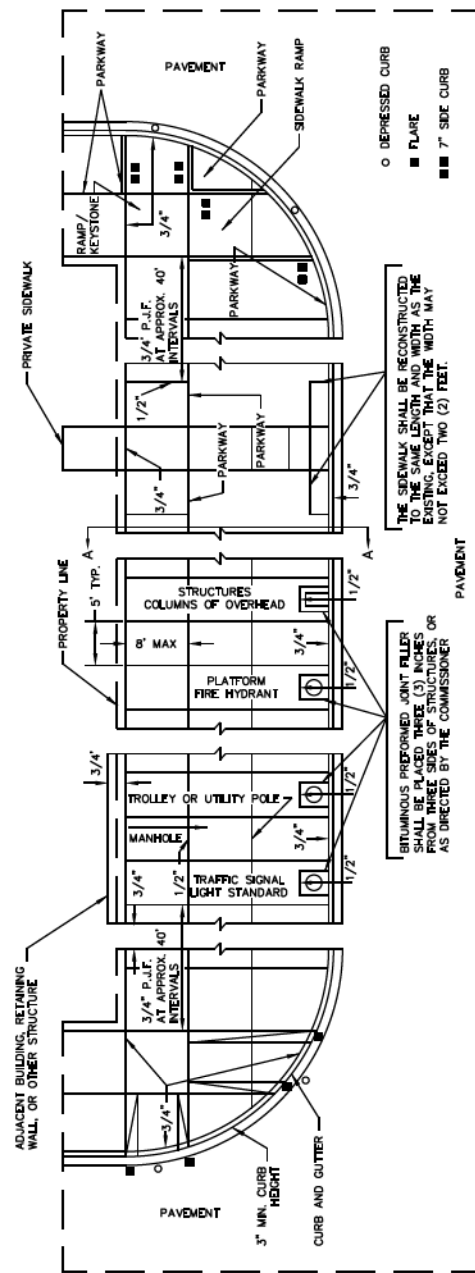 ADJACENT BUILDING, RETAINING
WALL, OR OTHER STRUCTURE
3/4'
PROPERTY LINE
PRIVATE SIDEWALK
PARKWAY
PAVEMENT
RAMP/
KEYSTONE
3/4"
PARKWAY
SIDEWALK RAMP
PARKWAY
3/4' P.J.F.
AT APPROX. 40'
INTERVALS
1/2"
3/4"
PARKWAY
PARKWAY
3/4"
A
A
5' TYP.
8' MAX
STRUCTURES
COLUMNS OF OVERHEAD
1/2"
3/4"
PLATFORM
FIRE HYDRANT
1/2"
TROLLEY OR UTILITY POLE
1/2"
MANHOLE
3/4"
3/4"
1/2"
TRAFFIC SIGNAL
LIGHT STANDARD
1/2"
3/4" P.J.F.
AT APPROX. 40'
INTERVALS
3/4"
PAVEMENT
3" MIN. CURB
HEIGHT
CURB AND GUTTER
BITUMINOUS PREFORMED JOINT FILLER
SHALL BE PLACED THREE (3) INCHES
FROM THREE SIDES OF STRUCTURES, OR
AS DIRECTED BY THE COMMISSIONER
PAVEMENT
THE SIDEWALK SHALL BE RECONSTRUCTED
TO THE SAME LENGTH AND WIDTH AS THE
EXISTING, EXCEPT THAT THE WIDTH MAY
NOT EXCEED TWO (2) FEET.
DEPRESSED CURB
FLARE
7" SIDE CURB